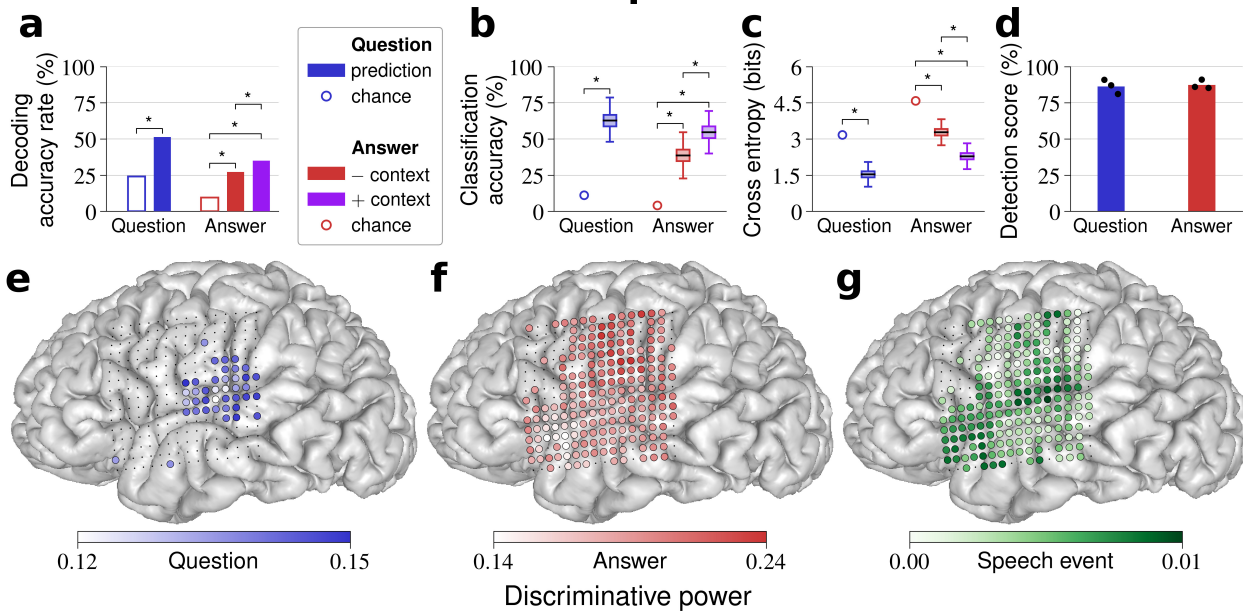 a
Decoding
accuracy rate (%)
100
75
50
25
0
*
*
*
*
Question
Answer
Question
prediction
chance
Answer
− context
+ context
chance
b
Classification
accuracy (%)
100
75
50
25
0
*
*
*
*
Question
Answer
c
Cross entropy (bits)
6
4.5
3
1.5
0
*
*
*
*
Question
Answer
d
Detection score (%)
100
75
50
25
0
Question
Answer
e
f
g
0.12
Question
0.15
0.14
Answer
0.24
0.00
Speech event
0.01
Discriminative power